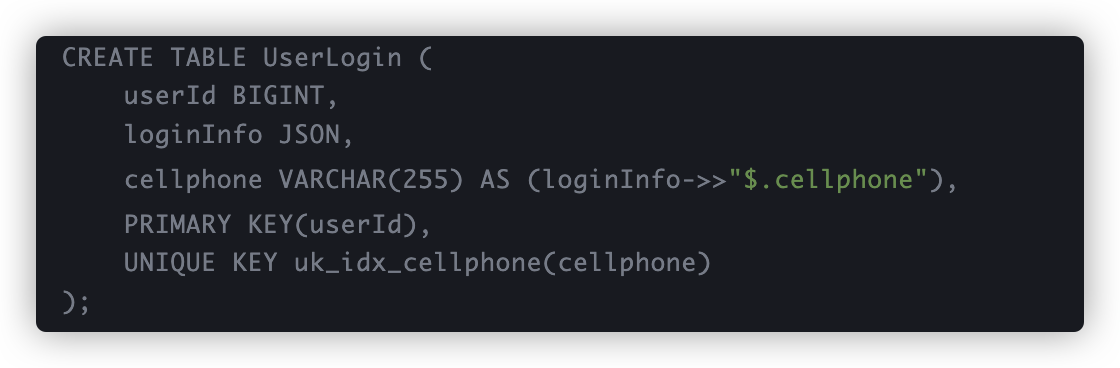 CREATE TABLE UserLogin (
    userId BIGINT,
    loginInfo JSON,
    cellphone VARCHAR(255) AS (loginInfo->>"$.cellphone"),
    PRIMARY KEY(userId),
    UNIQUE KEY uk_idx_cellphone(cellphone)
);